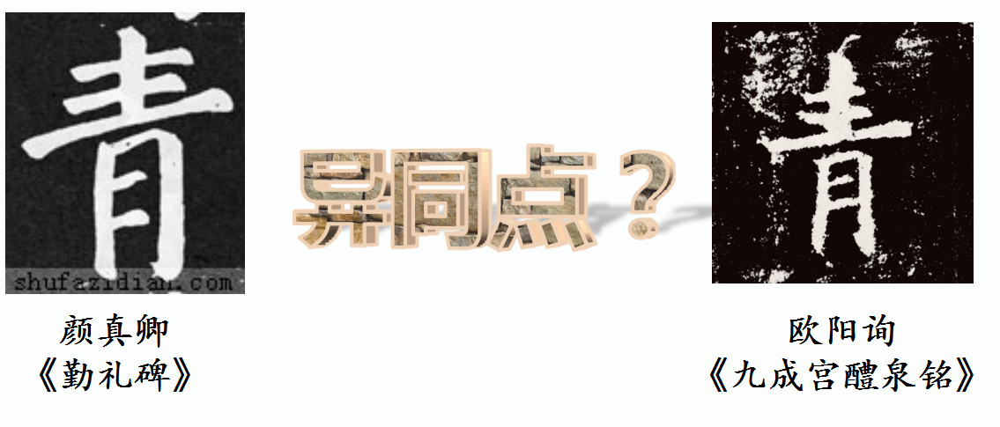 青
shufazidian.com
颜真卿
《勤礼碑》
异同点？
青
欧阳询
《九成宫醴泉铭》